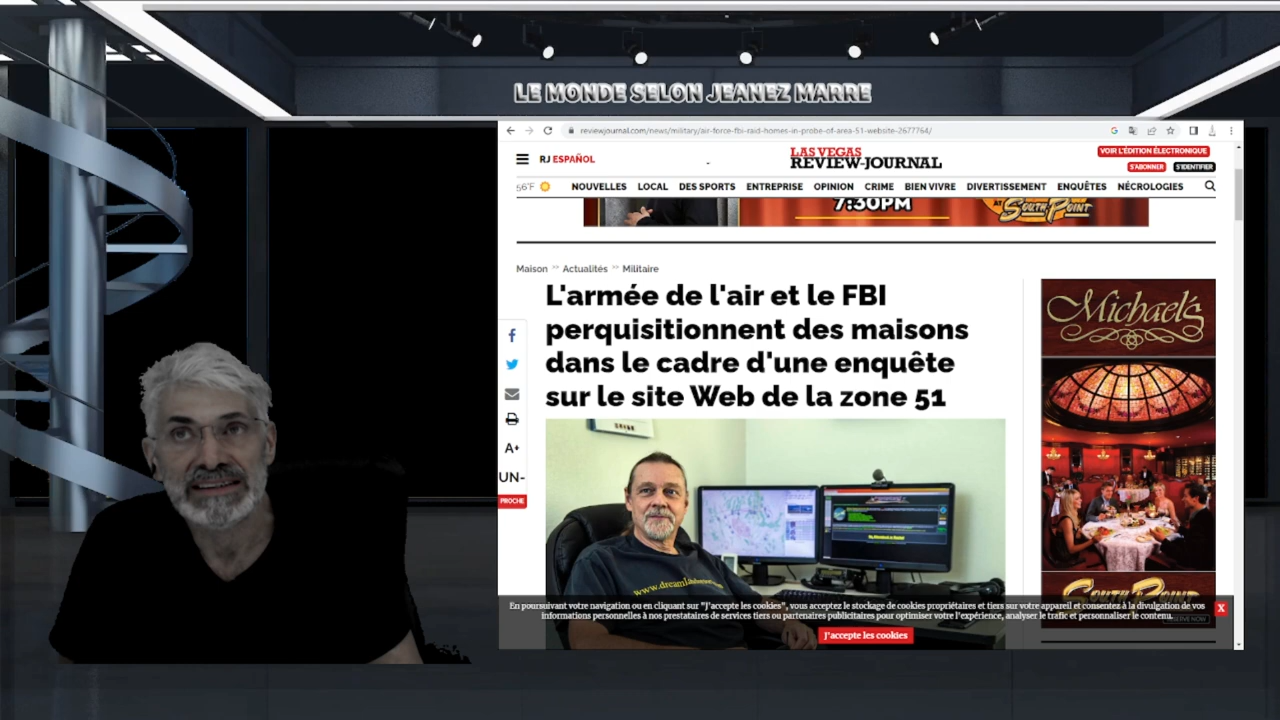 LE MONDE SELON JEANEZ MARRE
reviewjournal.com/news/military/air-force-fbi-raid-homes-in-probe-of-area-51-website-2677764/
RJ ESPAÑOL
LAS VEGAS
REVIEW-JOURNAL
VOIR L'ÉDITION ÉLECTRONIQUE
S'ABONNER
S'IDENTIFIER
56°F
NOUVELLES LOCAL DES SPORTS ENTREPRISE OPINION CRIME BIEN VIVRE DIVERTISSEMENT ENQUÊTES NÉCROLOGIES
7:30PM
AT
SOUTH POINT
Maison >> Actualités >> Militaire
L'armée de l'air et le FBI
perquisitionnent des maisons
dans le cadre d'une enquête
sur le site Web de la zone 51
A+
UN-
PROCHE
Michael's
SOUTH POINT
En poursuivant votre navigation ou en cliquant sur "J'accepte les cookies", vous acceptez le stockage de cookies propriétaires et tiers sur votre appareil et consentez à la divulgation de vos
informations personnelles à nos prestataires de services tiers ou partenaires publicitaires pour optimiser votre l'expérience, analyser le trafic et personnaliser le contenu.
X
J'accepte les cookies